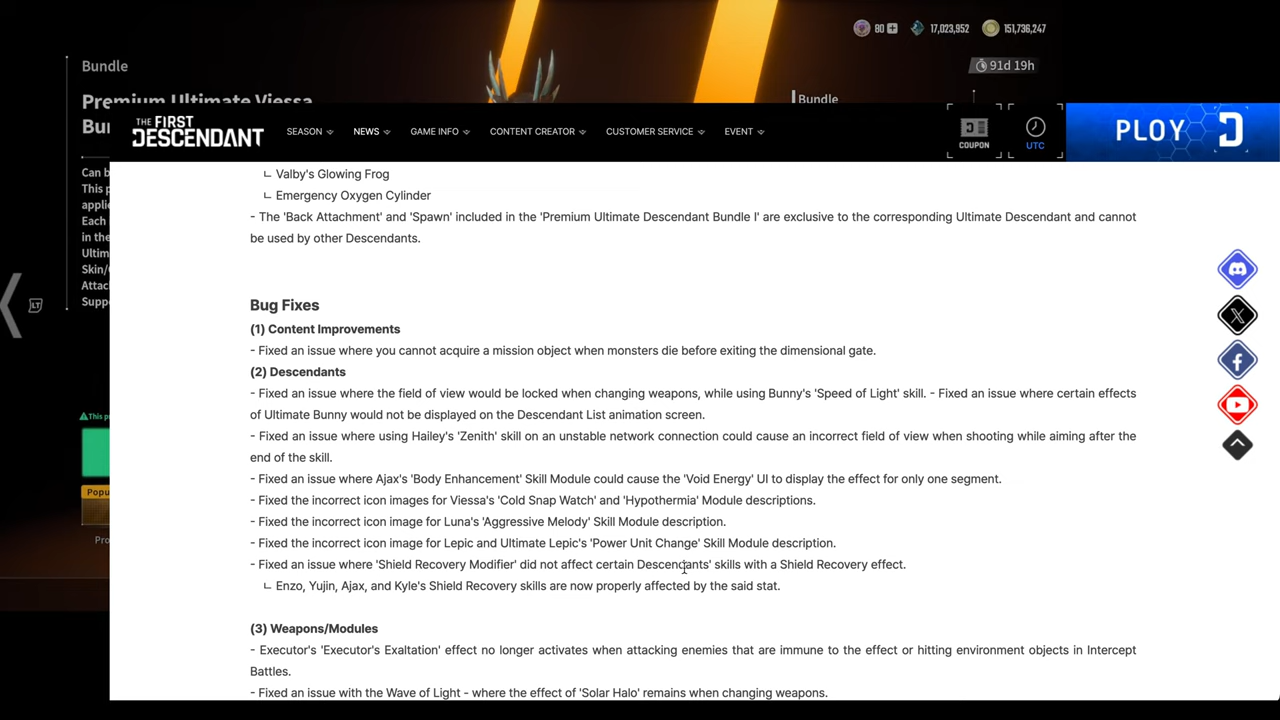 80
17,023,952
151,736,247
Bundle
91d 19h
Premium Ultimate Viessa
Bundle
Bun
THE FIRST
DESCENDANT
SEASON
NEWS
GAME INFO
CONTENT CREATOR
CUSTOMER SERVICE
EVENT
COUPON
UTC
PLOY
Can b
This p
applic
Each
in the
Ultim
Skin/
Attac
Supp
LT
This p
Popu
Pro
ㄴ Valby's Glowing Frog
ㄴ Emergency Oxygen Cylinder
- The 'Back Attachment' and 'Spawn' included in the 'Premium Ultimate Descendant Bundle I' are exclusive to the corresponding Ultimate Descendant and cannot
be used by other Descendants.
Bug Fixes
(1) Content Improvements
- Fixed an issue where you cannot acquire a mission object when monsters die before exiting the dimensional gate.
(2) Descendants
- Fixed an issue where the field of view would be locked when changing weapons, while using Bunny's 'Speed of Light' skill. - Fixed an issue where certain effects
of Ultimate Bunny would not be displayed on the Descendant List animation screen.
- Fixed an issue where using Hailey's 'Zenith' skill on an unstable network connection could cause an incorrect field of view when shooting while aiming after the
end of the skill.
- Fixed an issue where Ajax's 'Body Enhancement' Skill Module could cause the 'Void Energy' UI to display the effect for only one segment.
- Fixed the incorrect icon images for Viessa's 'Cold Snap Watch' and 'Hypothermia' Module descriptions.
- Fixed the incorrect icon image for Luna's 'Aggressive Melody' Skill Module description.
- Fixed the incorrect icon image for Lepic and Ultimate Lepic's 'Power Unit Change' Skill Module description.
- Fixed an issue where 'Shield Recovery Modifier' did not affect certain Descendants' skills with a Shield Recovery effect.
ㄴ Enzo, Yujin, Ajax, and Kyle's Shield Recovery skills are now properly affected by the said stat.
(3) Weapons/Modules
- Executor's 'Executor's Exaltation' effect no longer activates when attacking enemies that are immune to the effect or hitting environment objects in Intercept
Battles.
- Fixed an issue with the Wave of Light - where the effect of 'Solar Halo' remains when changing weapons.